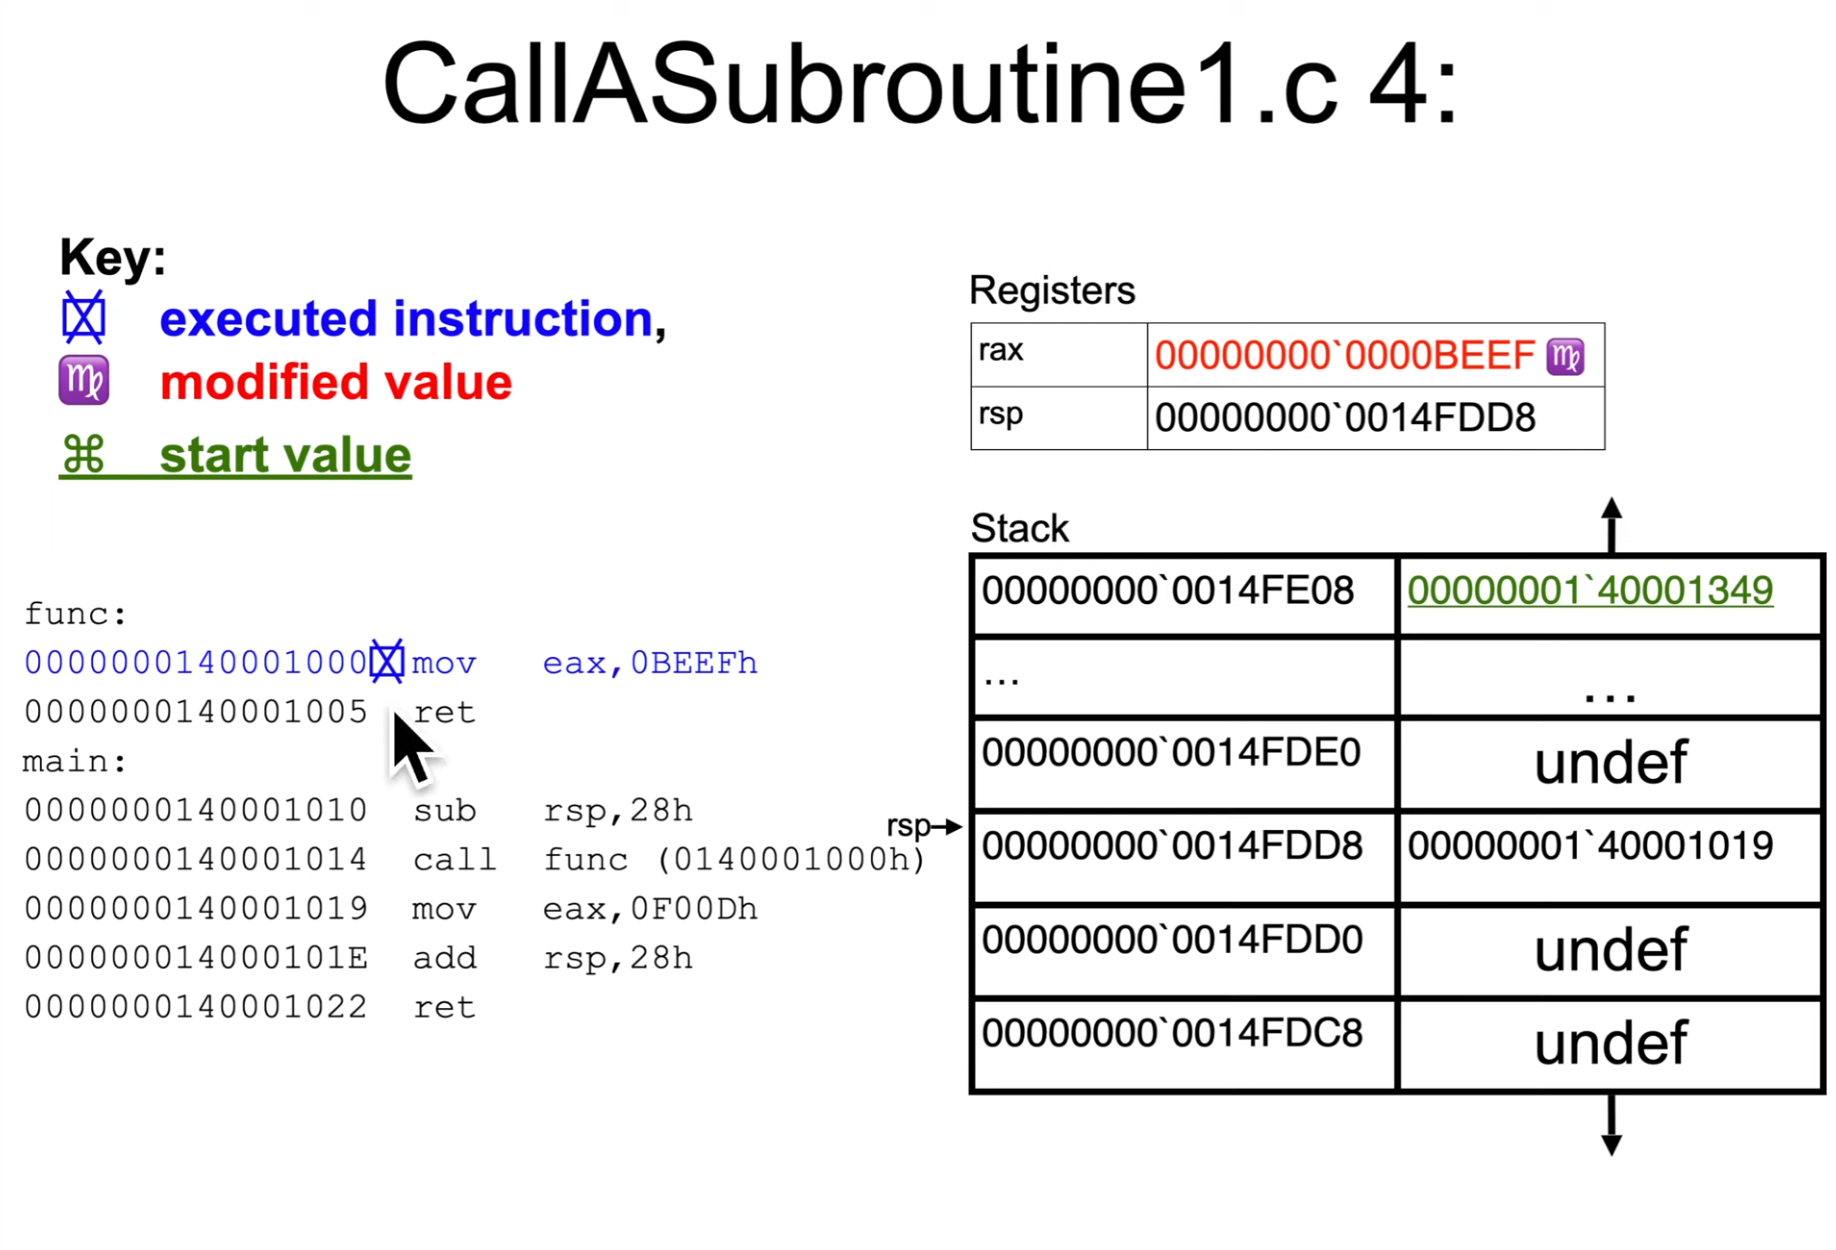 CallASubroutine1.c 4:
Key:
executed instruction,
♍ modified value
⌘ start value
func:
0000000140001000 mov eax,0BEEFh
0000000140001005 ret
main:
0000000140001010 sub rsp,28h
0000000140001014 call func (0140001000h)
0000000140001019 mov eax,0F00Dh
000000014000101E add rsp,28h
0000000140001022 ret
Registers
rax 00000000`0000BEEF ♍
rsp 00000000`0014FDD8
Stack
00000000`0014FE08 00000001`40001349
... ...
00000000`0014FDE0 undef
rsp
00000000`0014FDD8 00000001`40001019
00000000`0014FDD0 undef
00000000`0014FDC8 undef